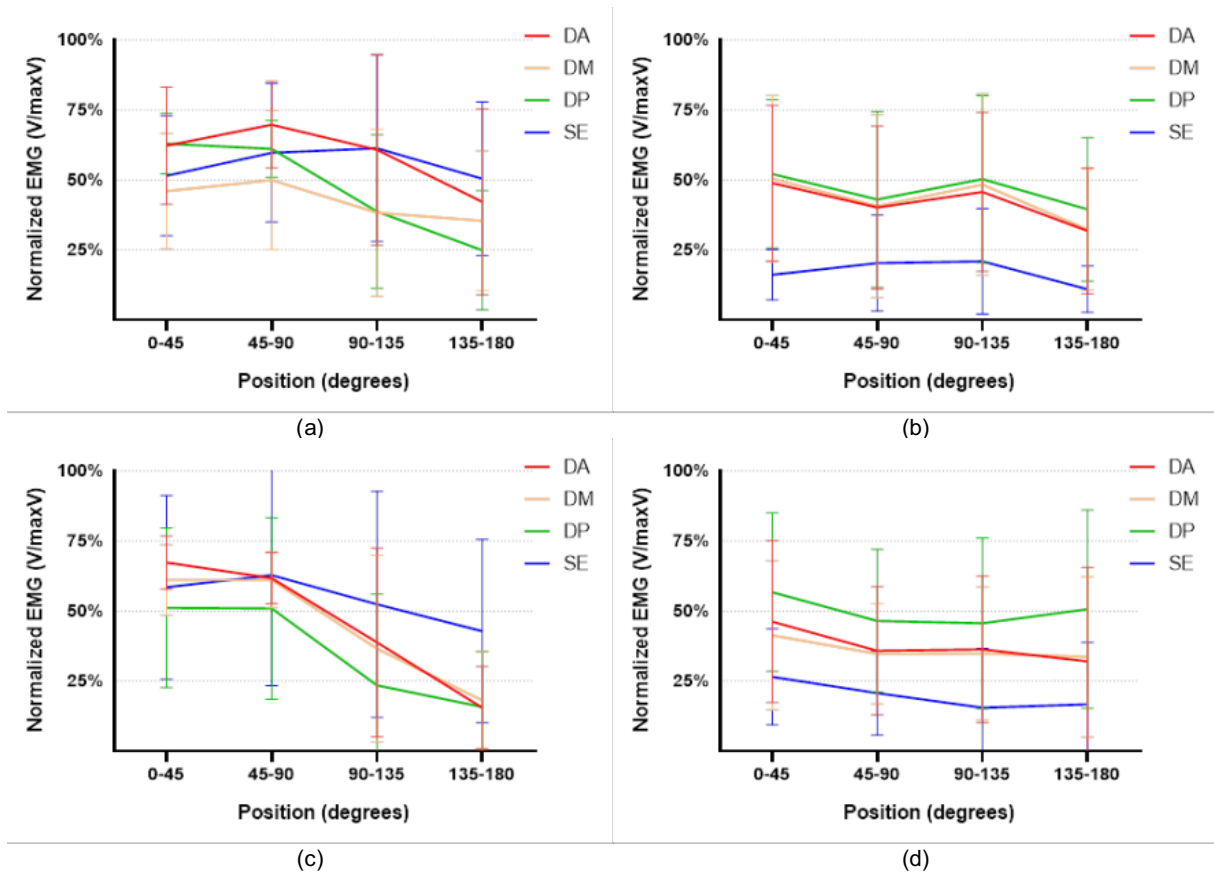 100%
75%
50%
25%
Normalized EMG (V/maxV)
0-45
45-90
90-135
135-180
Position (degrees)
DA
DM
DP
SE
(a)
100%
75%
50%
25%
Normalized EMG (V/maxV)
0-45
45-90
90-135
135-180
Position (degrees)
DA
DM
DP
SE
(b)
100%
75%
50%
25%
Normalized EMG (V/maxV)
0-45
45-90
90-135
135-180
Position (degrees)
DA
DM
DP
SE
(c)
100%
75%
50%
25%
Normalized EMG (V/maxV)
0-45
45-90
90-135
135-180
Position (degrees)
DA
DM
DP
SE
(d)